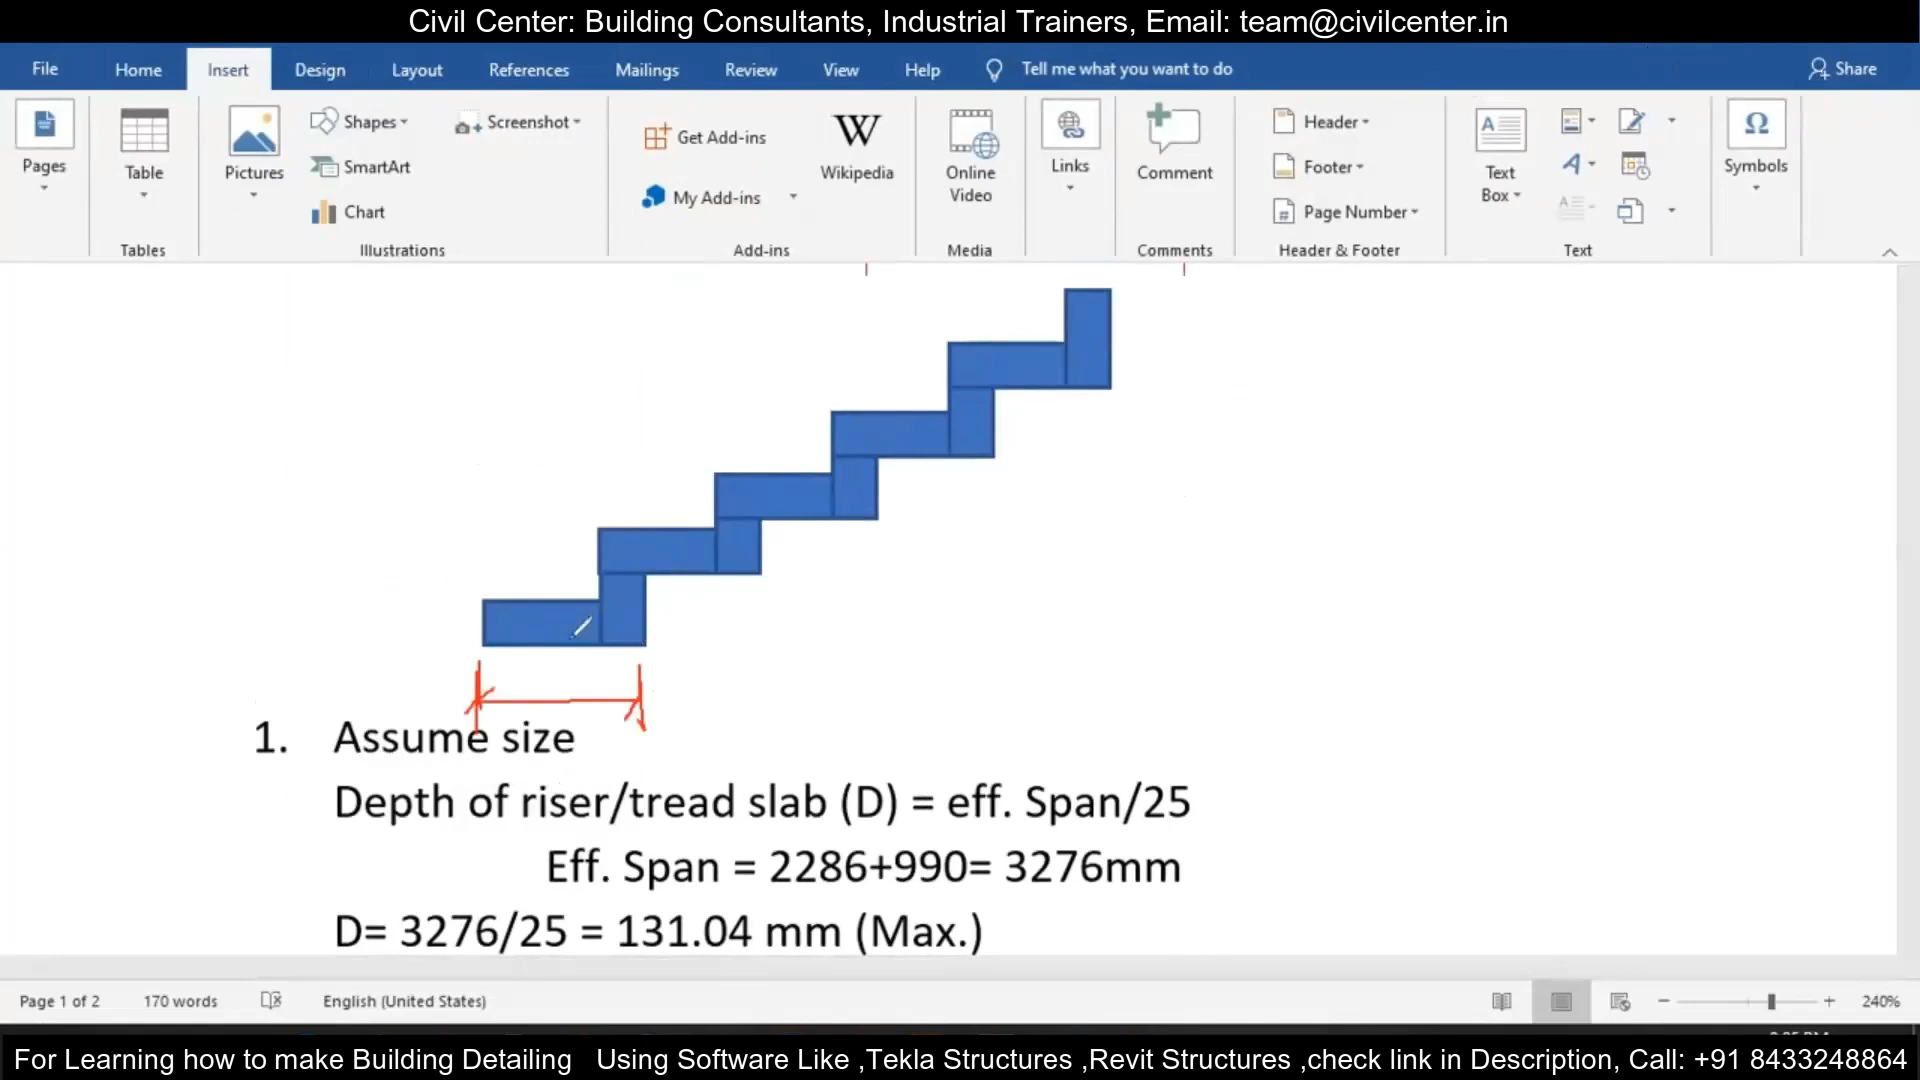 Civil Center: Building Consultants, Industrial Trainers, Email: team@civilcenter.in
File Home Insert Design Layout References Mailings Review View Help Tell me what you want to do Share
Pages
Table
Pictures
Shapes
SmartArt
Chart
Screenshot
Get Add-ins
My Add-ins
W
Wikipedia
Online
Video
Links
Comment
Header
Footer
Page Number
Text
Box
Symbols
Tables Illustrations Add-ins Media Comments Header & Footer Text
1. Assume size
Depth of riser/tread slab (D) = eff. Span/25
Eff. Span = 2286+990= 3276mm
D= 3276/25 = 131.04 mm (Max.)
Page 1 of 2 170 words English (United States) 240%
For Learning how to make Building Detailing Using Software Like ,Tekla Structures ,Revit Structures ,check link in Description, Call: +91 8433248864